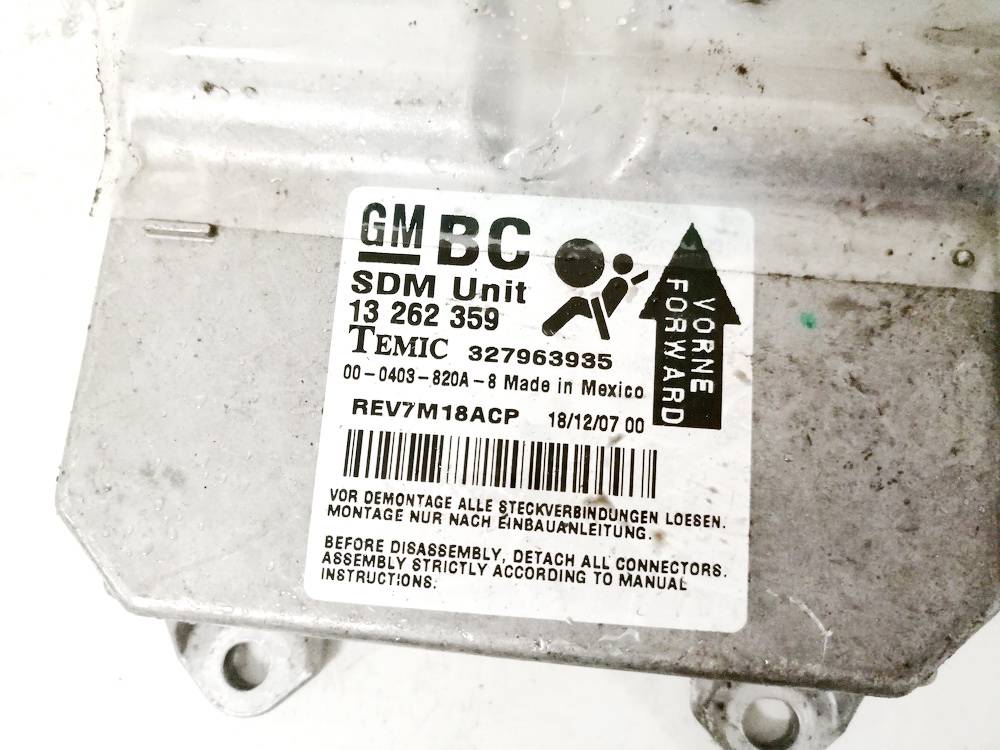 GM BC
SDM Unit
13 262 359
TEMIC 327963935
00-0403-820A-8 Made in Mexico
REV7M18ACP 18/12/07 00
VORNE
FORWARD
VOR DEMONTAGE ALLE STECKVERBINDUNGEN LOESEN.
MONTAGE NUR NACH EINBAUANLEITUNG.
BEFORE DISASSEMBLY, DETACH ALL CONNECTORS.
ASSEMBLY STRICTLY ACCORDING TO MANUAL
INSTRUCTIONS.